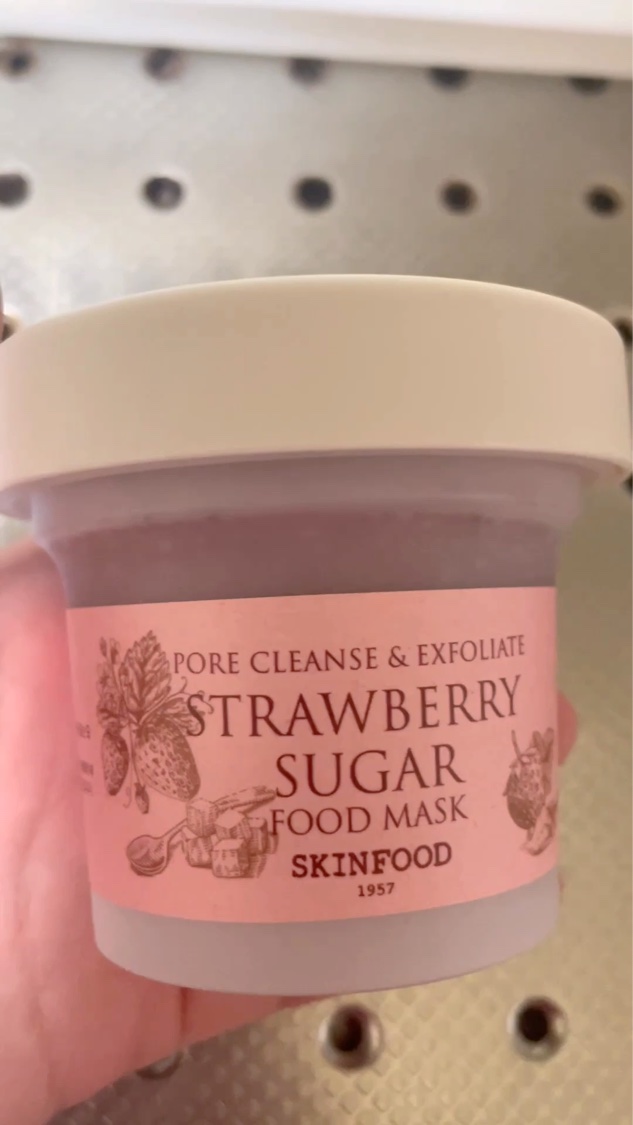 PORE CLEANSE & EXFOLIATE
STRAWBERRY
SUGAR
FOOD MASK
SKINFOOD
1957